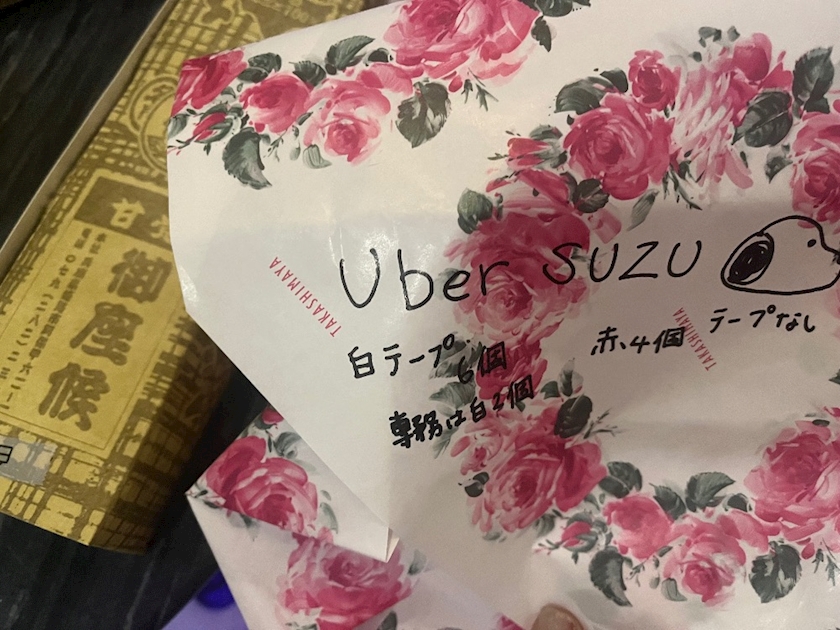 Uber SUZU
白テープ 6個
赤、4個 テープなし
専務は白2個
TAKASHIMAYA
TAKASHIMAYA
御座候